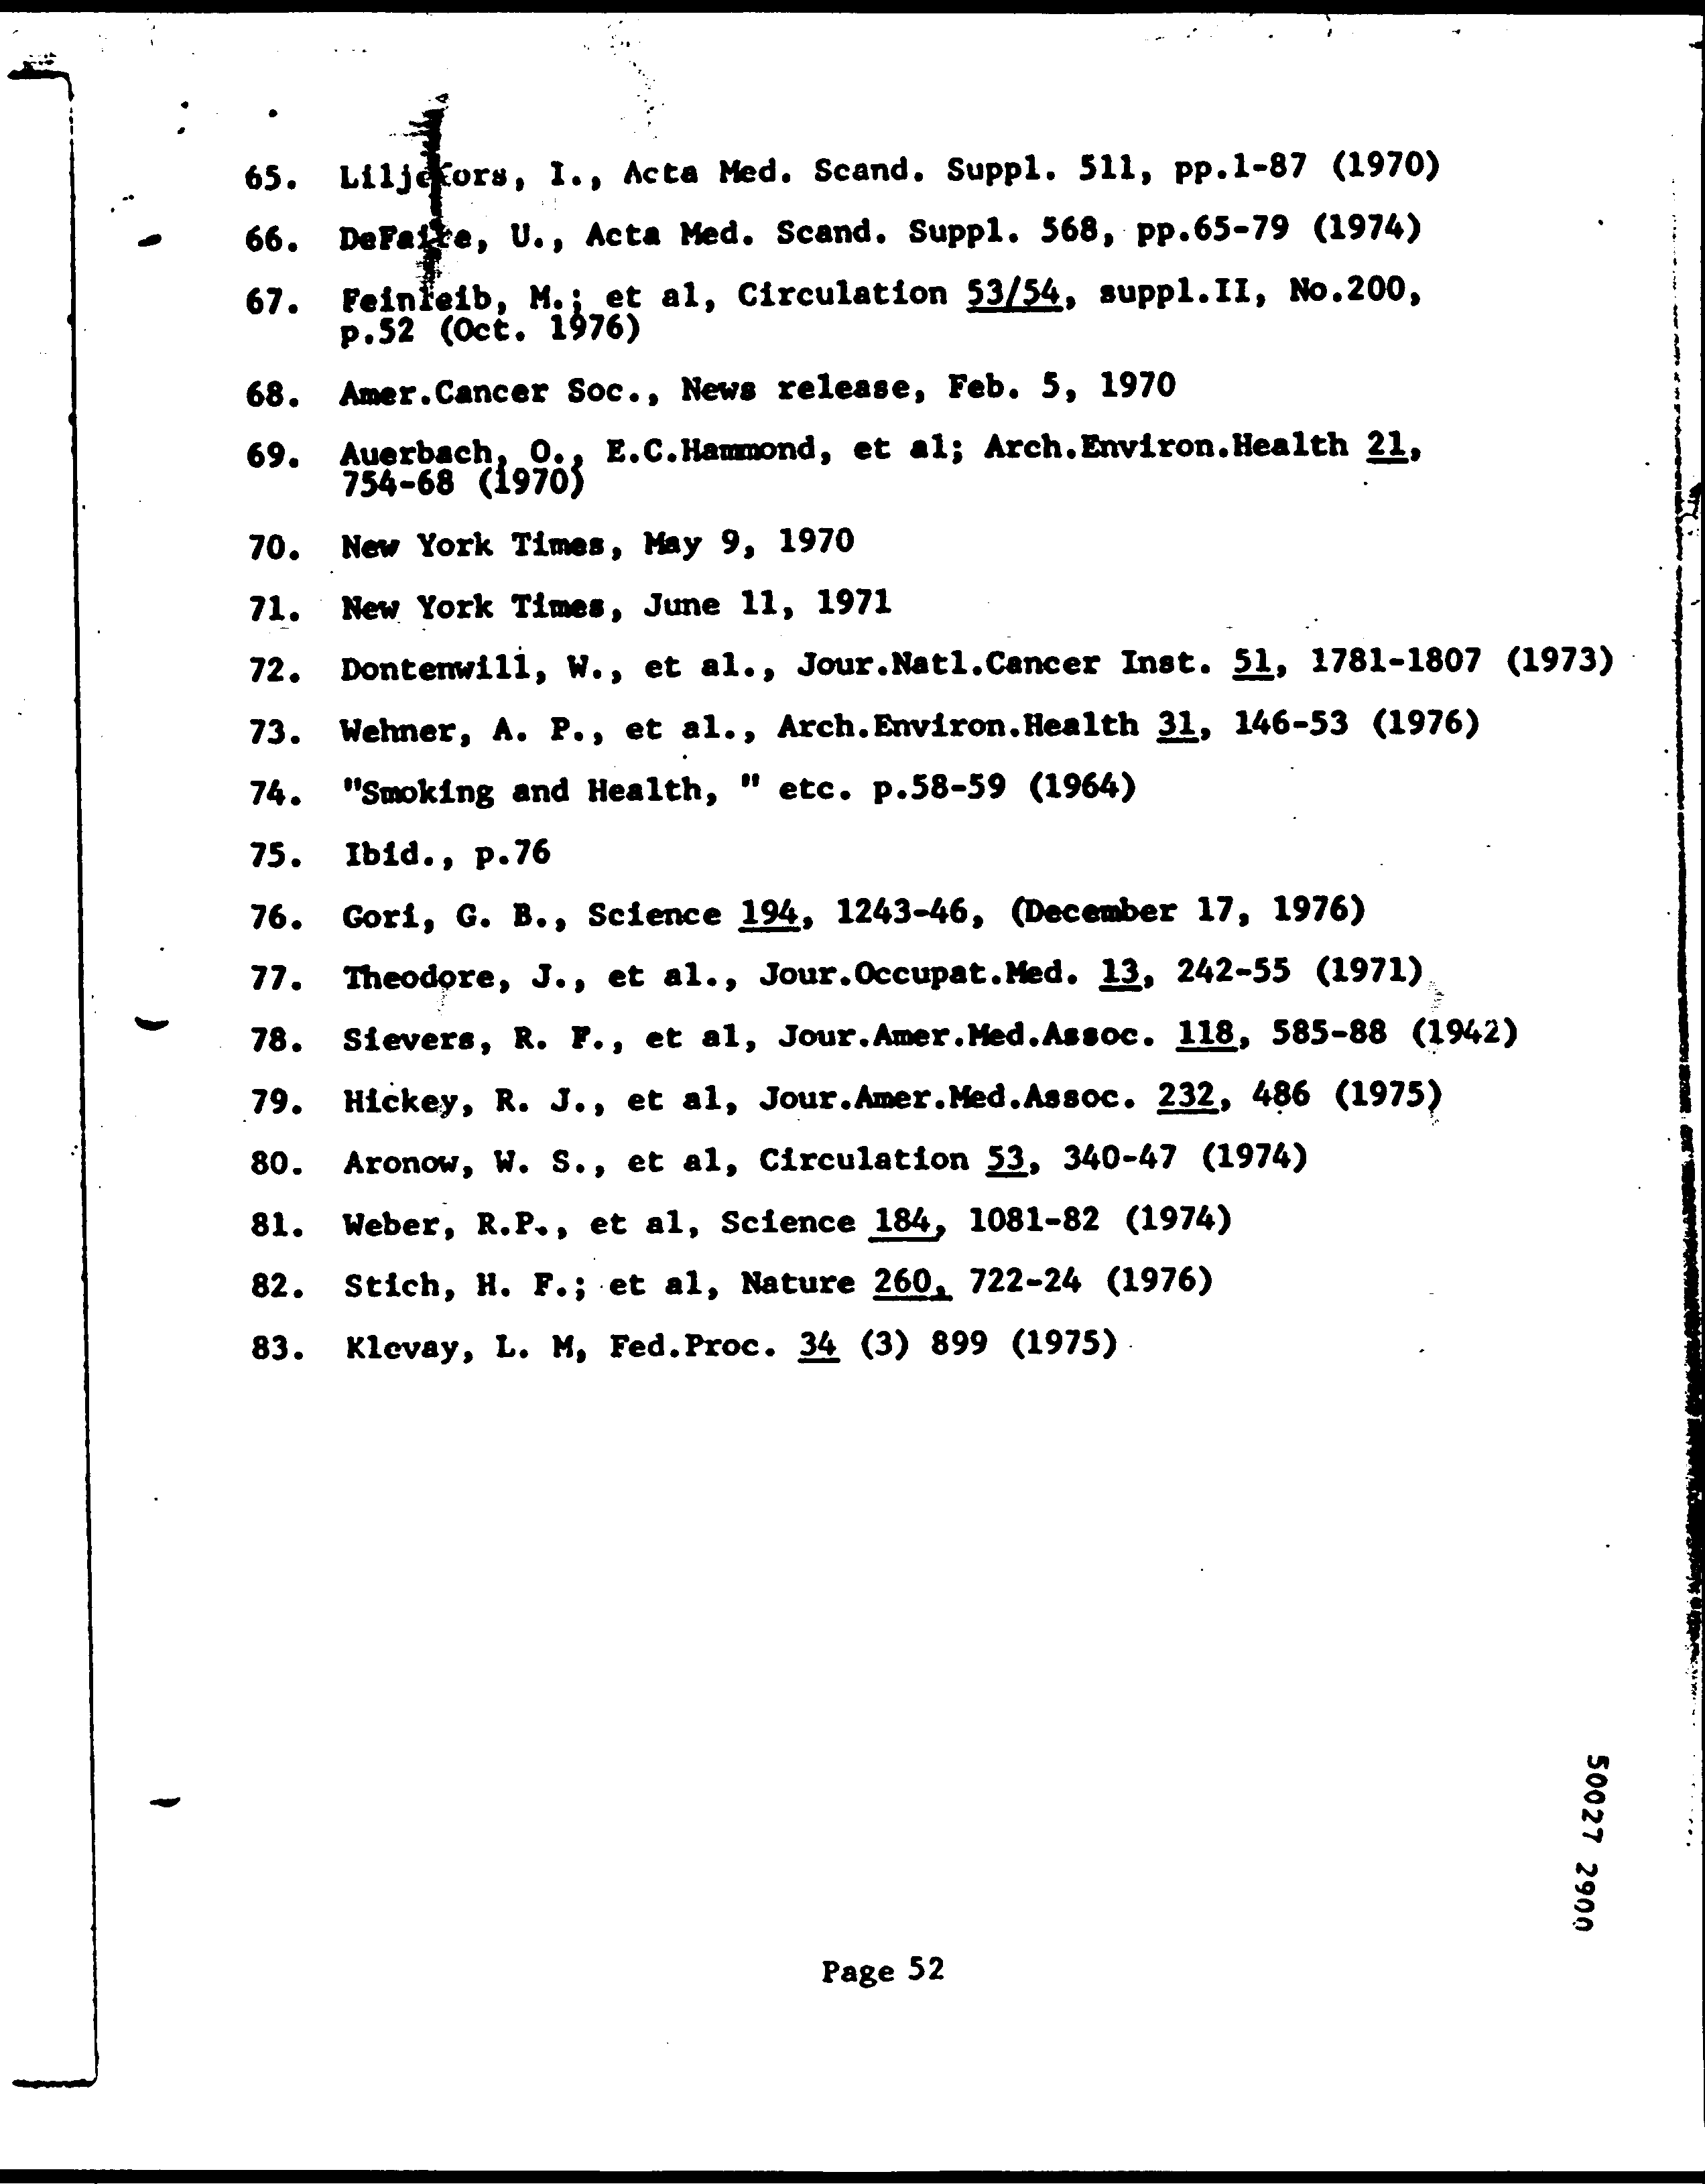 65. Liljefors, I., Acta Med. Scand. Suppl. 511, pp.1-87 (1970)
66. DeFaire, U., Acta Med. Scand. Suppl. 568, pp.65-79 (1974)
67. Feinleib, M.; et al, Circulation 53/54, suppl.II, No.200,
p.52 (Oct. 1976)
68. Amer.Cancer Soc., News release, Feb. 5, 1970
69. Auerbach, O., E.C.Hammond, et al; Arch.Environ.Health 21,
754-68 (1970)
70. New York Times, May 9, 1970
71. New York Times, June 11, 1971
72. Dontenwill, W., et al., Jour.Natl.Cancer Inst. 51, 1781-1807 (1973)
73. Wehner, A. P., et al., Arch.Environ.Health 31, 146-53 (1976)
74. "Smoking and Health, " etc. p.58-59 (1964)
75. Ibid., p.76
76. Gori, G. B., Science 194, 1243-46, (December 17, 1976)
77. Theodore, J., et al., Jour.Occupat.Med. 13, 242-55 (1971)
78. Sievers, R. F., et al, Jour.Amer.Med.Assoc. 118, 585-88 (1942)
79. Hickey, R. J., et al, Jour.Amer.Med.Assoc. 232, 486 (1975)
80. Aronow, W. S., et al, Circulation 53, 340-47 (1974)
81. Weber, R.P., et al, Science 184, 1081-82 (1974)
82. Stich, H. F.; et al, Nature 260, 722-24 (1976)
83. Klevay, L. M, Fed.Proc. 34 (3) 899 (1975)
50027 2900
Page 52